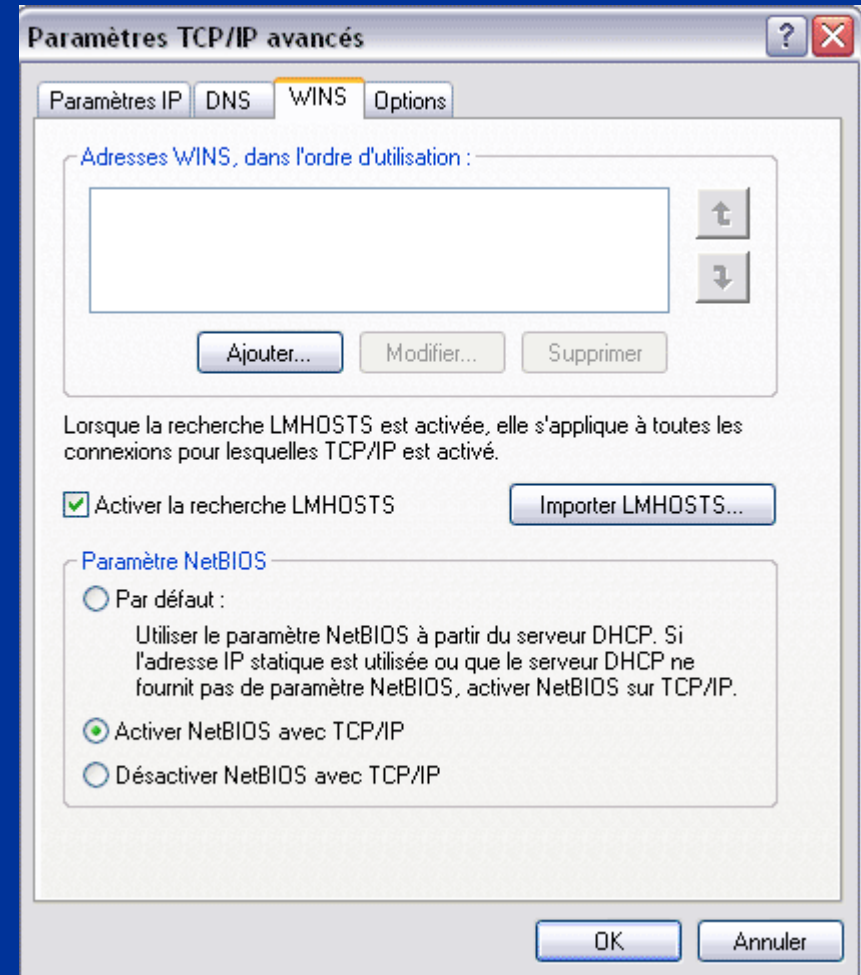 Paramètres TCP/IP avancés
?
Paramètres IP
DNS
WINS
Options
Adresses WINS, dans l'ordre d'utilisation :
Ajouter...
Modifier...
Supprimer
Lorsque la recherche LMHOSTS est activée, elle s'applique à toutes les
connexions pour lesquelles TCP/IP est activé.
Activer la recherche LMHOSTS
Importer LMHOSTS...
Paramètre NetBIOS
Par défaut :
Utiliser le paramètre NetBIOS à partir du serveur DHCP. Si
l'adresse IP statique est utilisée ou que le serveur DHCP ne
fournit pas de paramètre NetBIOS, activer NetBIOS sur TCP/IP.
Activer NetBIOS avec TCP/IP
Désactiver NetBIOS avec TCP/IP
OK
Annuler